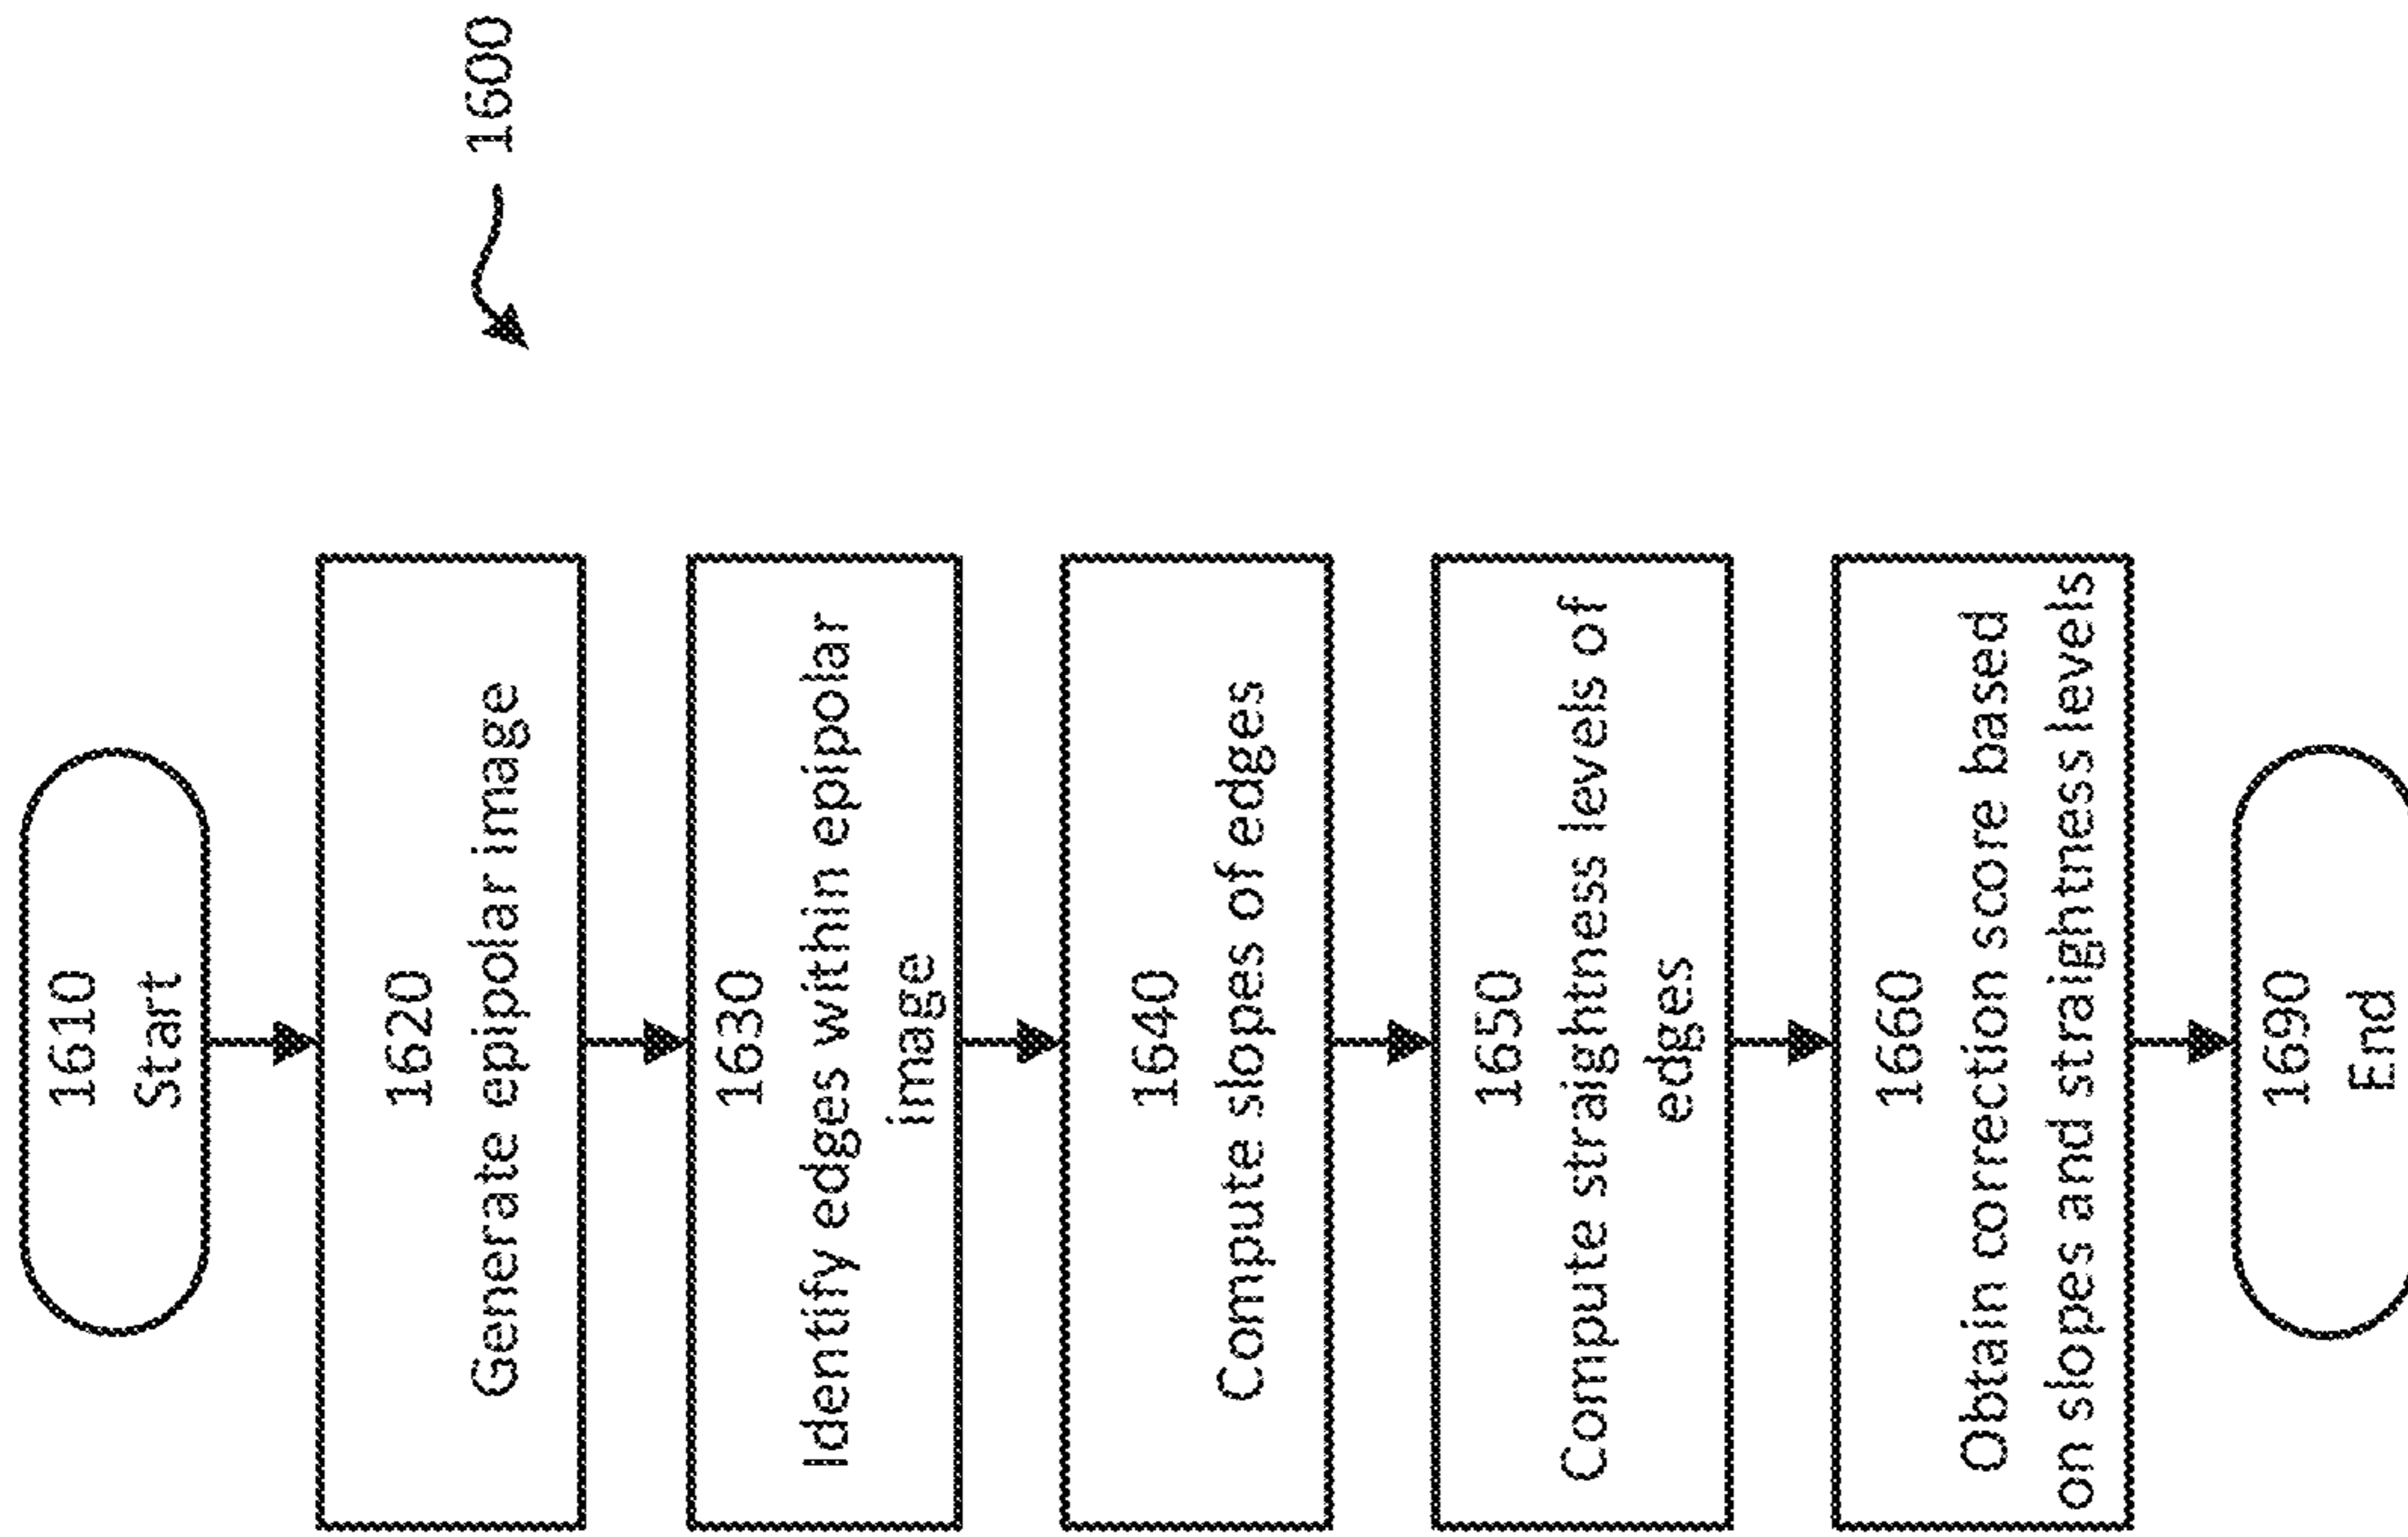 1600
1610
Start
1620
Generate epipolar image
1630
Identify edges within epipolar
image
1640
Compute slopes of edges
1650
Compute straightness levels of
edges
1660
Obtain correction score based
on slopes and straightness levels
1690
End